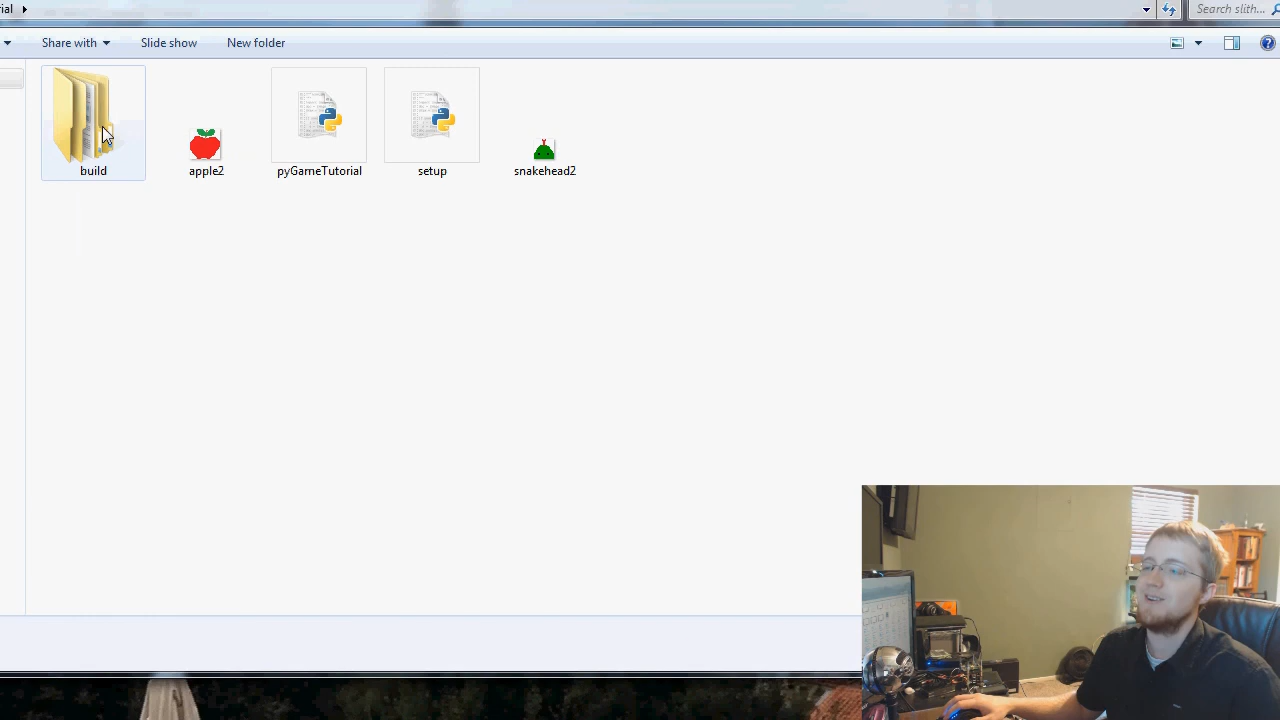 ial
Search slith...
Share with
Slide show
New folder
build
apple2
pyGameTutorial
setup
snakehead2